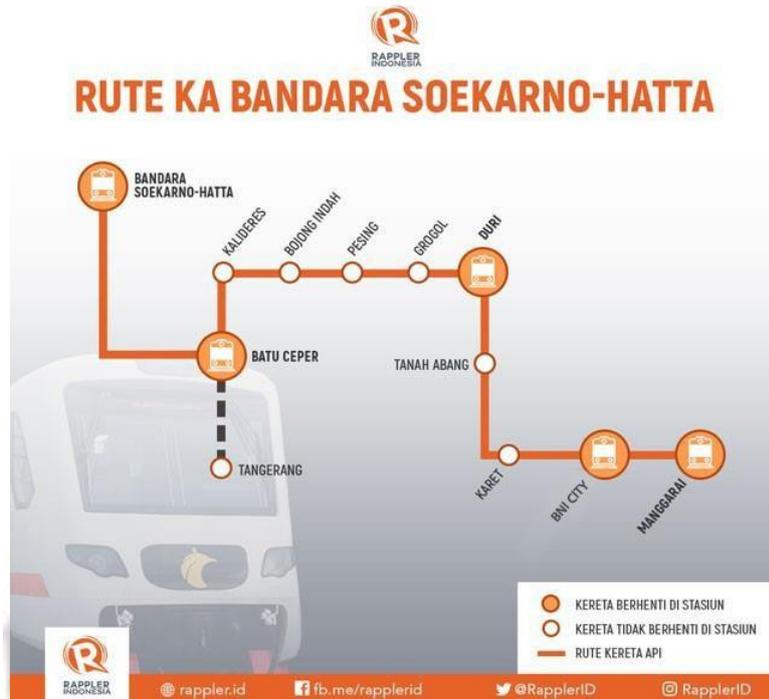 RAPPLER
INDONESIA
RUTE KA BANDARA SOEKARNO-HATTA
BANDARA
SOEKARNO-HATTA
KALIDERES
BOJONG INDAH
PESING
GROGOL
DURI
BATU CEPER
TANAH ABANG
TANGERANG
KARET
BNI CITY
MANGGARAI
KERETA BERHENTI DI STASIUN
KERETA TIDAK BERHENTI DI STASIUN
RUTE KERETA API
RAPPLER
INDONESIA
rappler.id
fb.me/rapplerid
@RapplerID
RapplerID